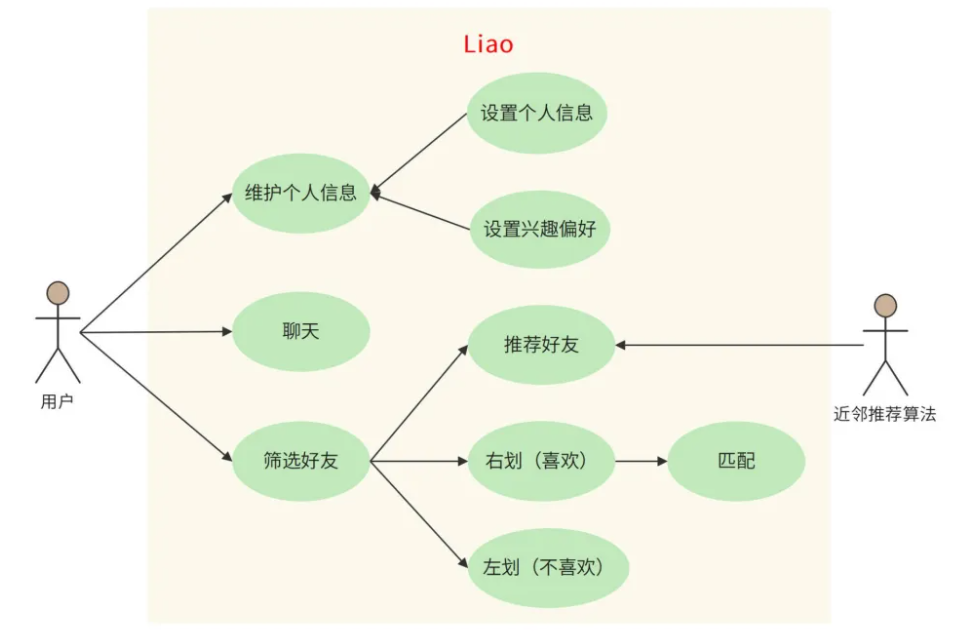 Liao
设置个人信息
维护个人信息
设置兴趣偏好
聊天
推荐好友
用户
近邻推荐算法
筛选好友
右划（喜欢）
匹配
左划（不喜欢）